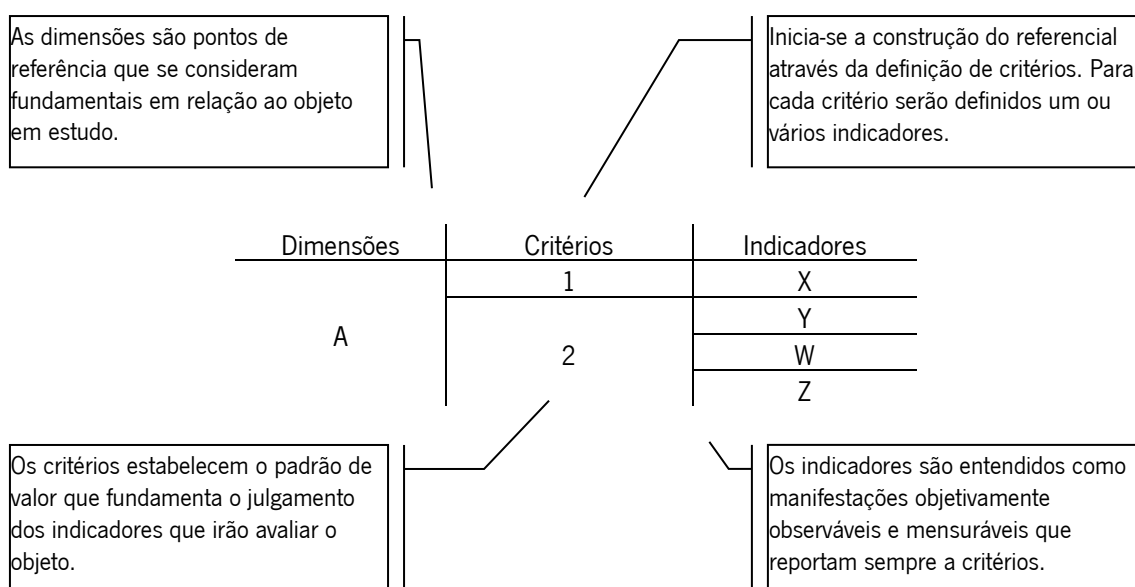 As dimensões são pontos de
referência que se consideram
fundamentais em relação ao objeto
em estudo.
Inicia-se a construção do referencial
através da definição de critérios. Para
cada critério serão definidos um ou
vários indicadores.
Dimensões Critérios Indicadores
1 X
Y
A
2 W
Z
Os critérios estabelecem o padrão de
valor que fundamenta o julgamento
dos indicadores que irão avaliar o
objeto.
Os indicadores são entendidos como
manifestações objetivamente
observáveis e mensuráveis que
reportam sempre a critérios.